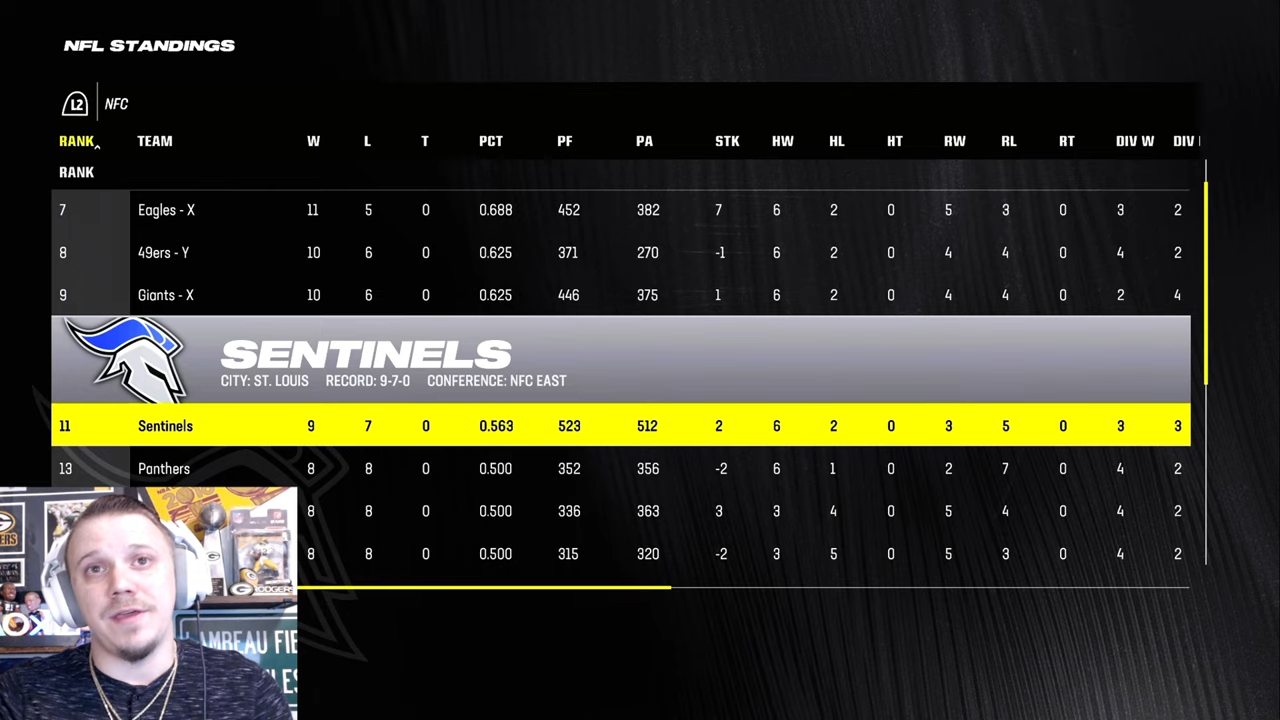 NFL STANDINGS
L2 NFC
RANK TEAM W L T PCT PF PA STK HW HL HT RW RL RT DIV W DIV
RANK
7 Eagles - X 11 5 0 0.688 452 382 7 6 2 0 5 3 0 3 2
8 49ers - Y 10 6 0 0.625 371 270 -1 6 2 0 4 4 0 4 2
9 Giants - X 10 6 0 0.625 446 375 1 6 2 0 4 4 0 2 4
SENTINELS
CITY: ST. LOUIS RECORD: 9-7-0 CONFERENCE: NFC EAST
11 Sentinels 9 7 0 0.563 523 512 2 6 2 0 3 5 0 3 3
13 Panthers 8 8 0 0.500 352 356 -2 6 1 0 2 7 0 4 2
8 8 0 0.500 336 363 3 3 4 0 5 4 0 4 2
8 8 0 0.500 315 320 -2 3 5 0 5 3 0 4 2